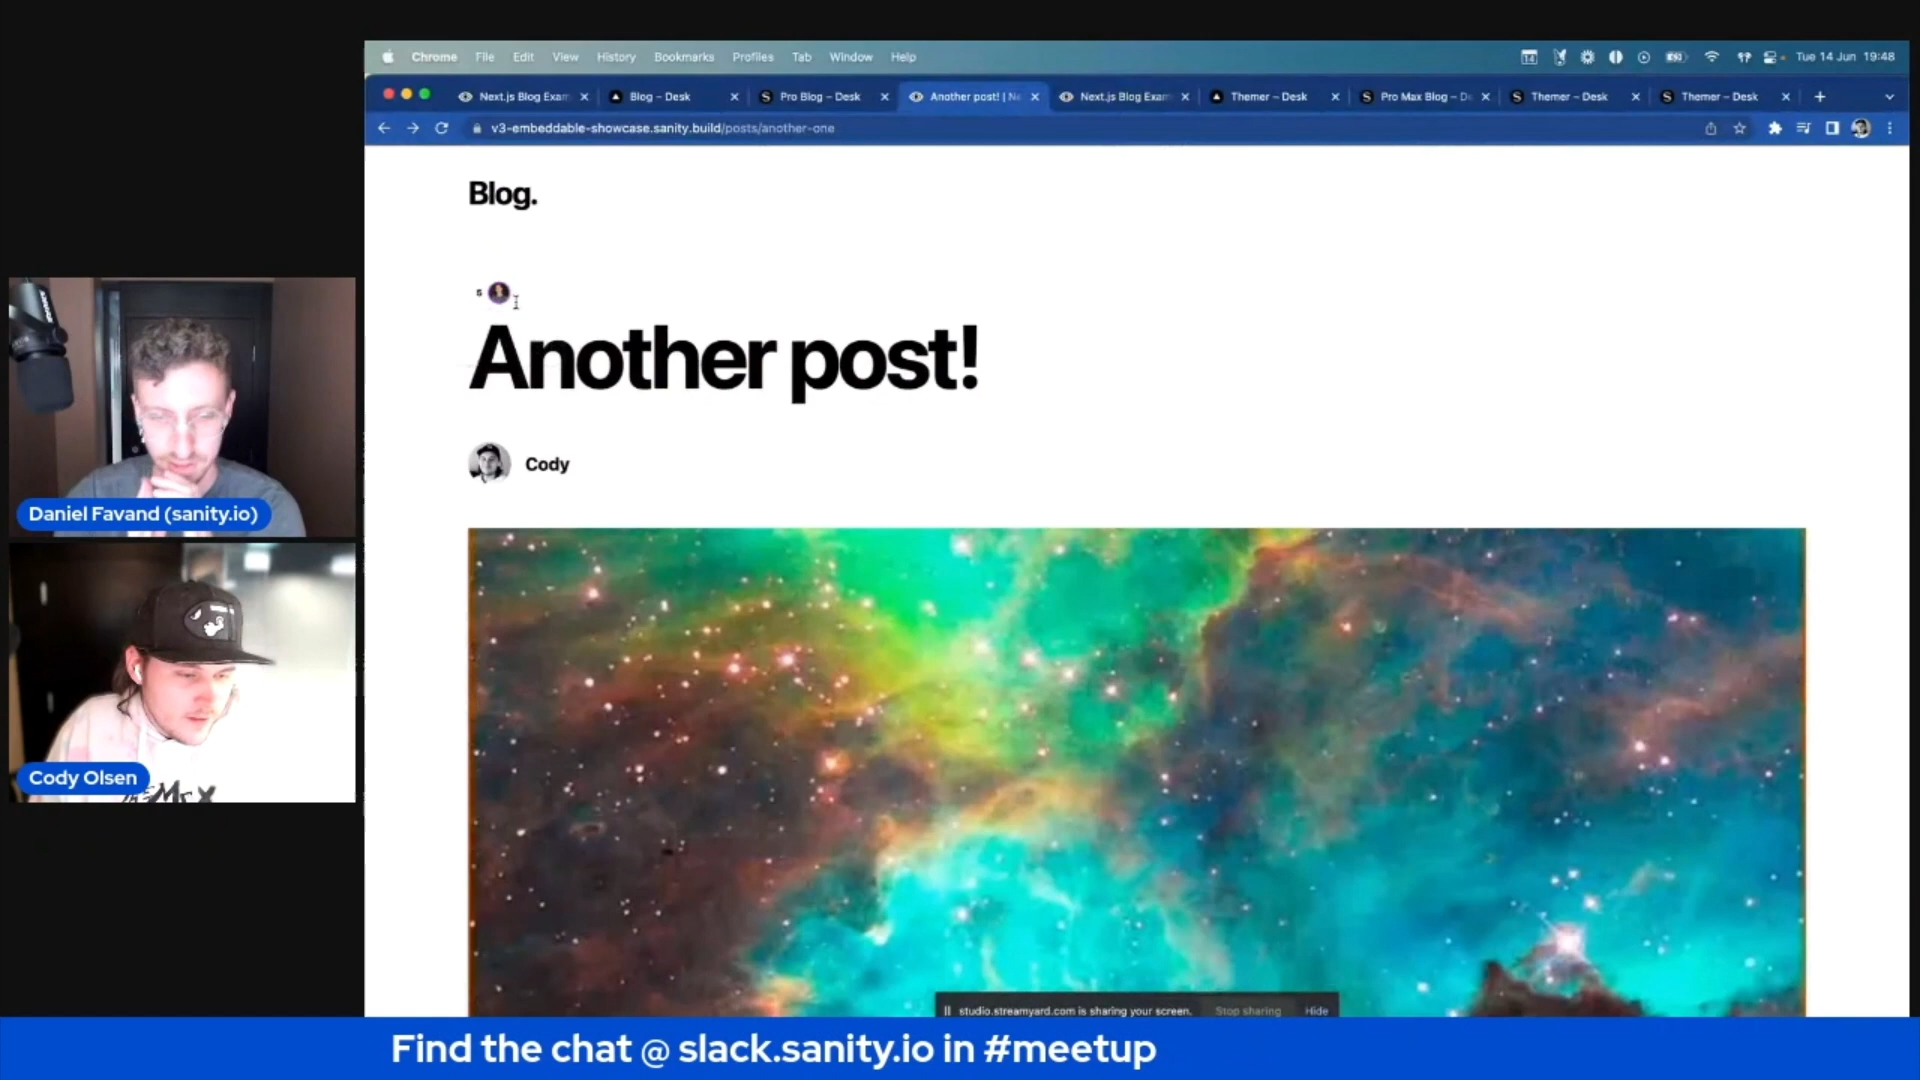 Chrome File Edit View History Bookmarks Profiles Tab Window Help
14 Tue 14 Jun 19:48
Next.js Blog Exam Blog – Desk Pro Blog – Desk Another post! | Ne Next.js Blog Exam Themer – Desk Pro Max Blog – D Themer – Desk Themer – Desk
v3-embeddable-showcase.sanity.build/posts/another-one
Blog.
Another post!
Cody
Daniel Favand (sanity.io)
Cody Olsen
studio.streamyard.com is sharing your screen. Stop sharing Hide
Find the chat @ slack.sanity.io in #meetup